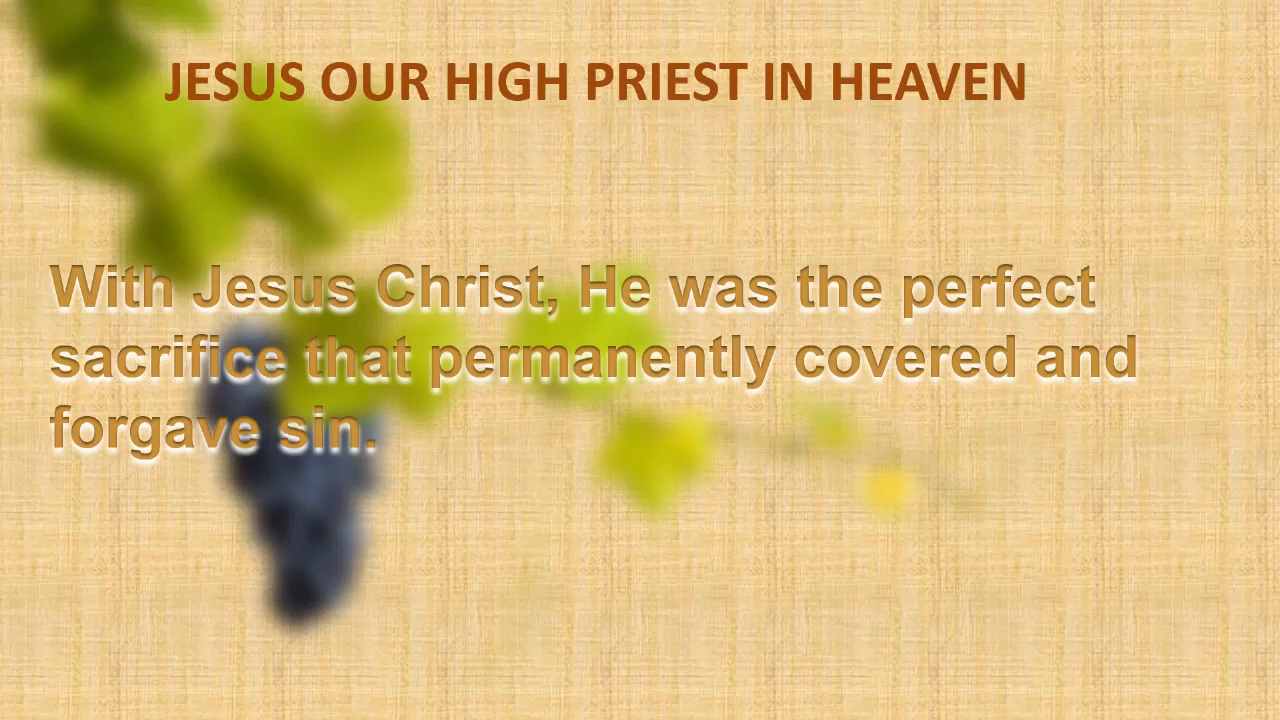 JESUS OUR HIGH PRIEST IN HEAVEN
With Jesus Christ, He was the perfect
sacrifice that permanently covered and
forgave sin.